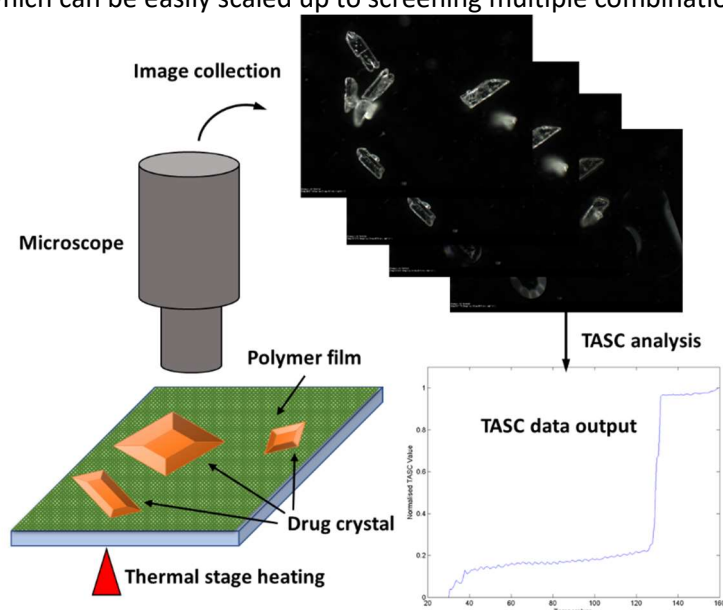 which can be easily scaled up to screening multiple
Image collection
Microscope
TASC analysis
Polymer film
TASC data output
Normalised TASC Value
Drug crystal
Thermal stage heating
1
0.8
0.6
0.4
0.2
0
20
40
60
80
100
120
140
160